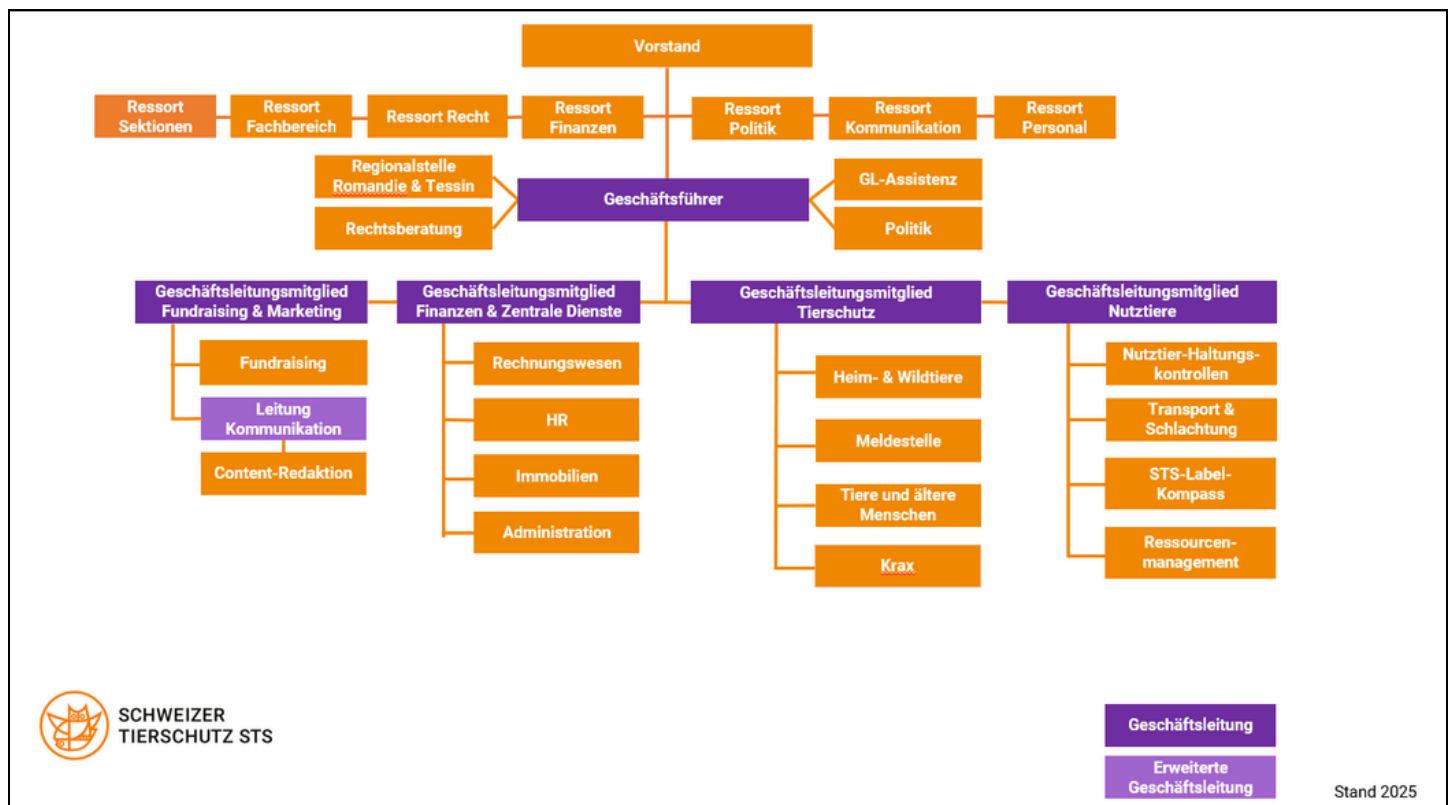 Vorstand
Ressort
Sektionen
Ressort
Fachbereich
Ressort Recht
Ressort
Finanzen
Ressort
Politik
Ressort
Kommunikation
Ressort
Personal
Regionalstelle
Romandie & Tessin
Rechtsberatung
Geschäftsführer
GL-Assistenz
Politik
Geschäftsleitungsmitglied
Fundraising & Marketing
Geschäftsleitungsmitglied
Finanzen & Zentrale Dienste
Geschäftsleitungsmitglied
Tierschutz
Geschäftsleitungsmitglied
Nutztiere
Fundraising
Leitung
Kommunikation
Content-Redaktion
Rechnungswesen
HR
Immobilien
Administration
Heim- & Wildtiere
Meldestelle
Tiere und ältere
Menschen
Krax
Nutztier-Haltungs-
kontrollen
Transport &
Schlachtung
STS-Label-
Kompass
Ressourcen-
management
SCHWEIZER
TIERSCHUTZ STS
Geschäftsleitung
Erweiterte
Geschäftsleitung
Stand 2025